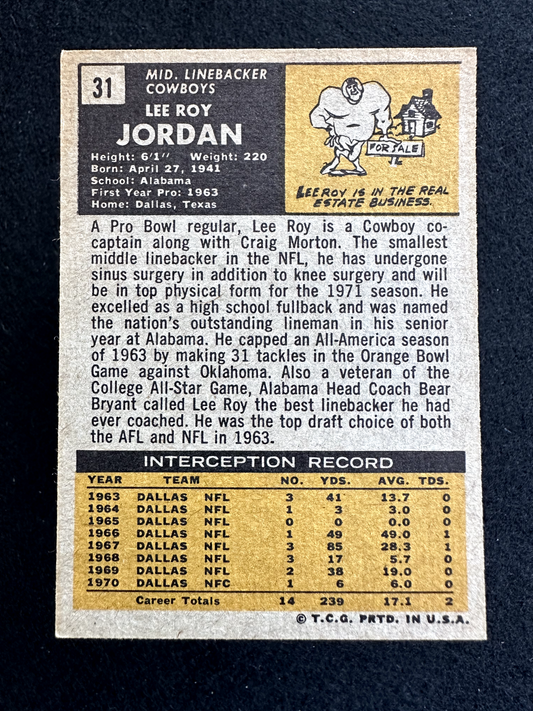 31
MID. LINEBACKER
COWBOYS
LEE ROY
JORDAN
Height: 6/1" Weight: 220
Born: April 27, 1941
School: Alabama
First Year Pro: 1963
Home: Dallas, Texas
FOR SALE
LEE ROY IS IN THE REAL
ESTATE BUSINESS.
A Pro Bowl regular, Lee Roy is a Cowboy co-
captain along with Craig Morton. The smallest
middle linebacker in the NFL, he has undergone
sinus surgery in addition to knee surgery and will
be in top physical form for the 1971 season. He
excelled as a high school fullback and was named
the nation's outstanding lineman in his senior
year at Alabama. He capped an All-America season
of 1963 by making 31 tackles in the Orange Bowl
Game against Oklahoma. Also a veteran of the
College All-Star Game, Alabama Head Coach Bear
Bryant called Lee Roy the best linebacker he had
ever coached. He was the top draft choice of both
the AFL and NFL in 1963.
INTERCEPTION RECORD
YEAR TEAM NO. YDS. AVG. TDS.
1963 DALLAS NFL 3 41 13.7 0
1964 DALLAS NFL 1 3 3.0 0
1965 DALLAS NFL 0 0 0.0 0
1966 DALLAS NFL 1 49 49.0 1
1967 DALLAS NFL 3 85 28.3 1
1968 DALLAS NFL 3 17 5.7 0
1969 DALLAS NFL 2 38 19.0 0
1970 DALLAS NFC 1 6 6.0 0
Career Totals 14 239 17.1 2
© T.C.G. PRTD. IN U.S.A.